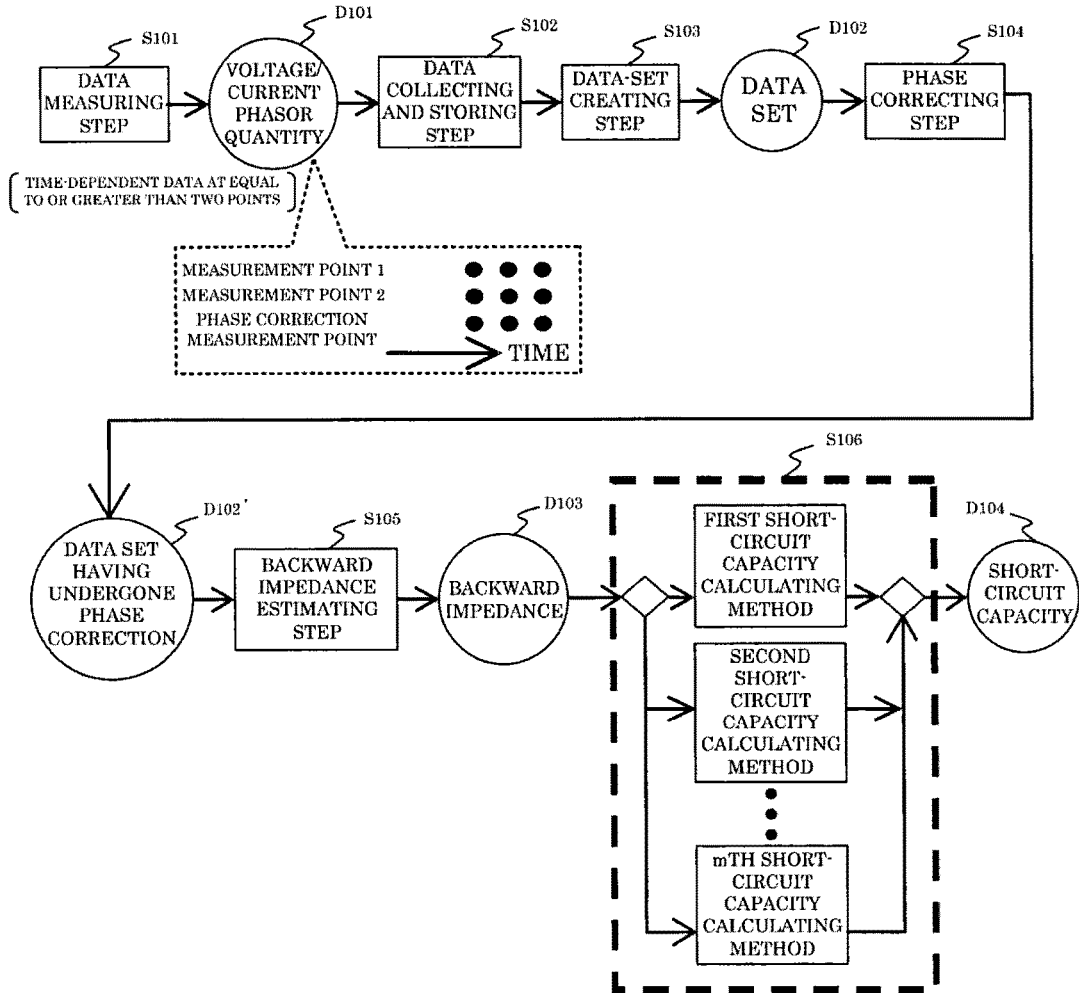 S101
DATA
MEASURING
STEP
D101
VOLTAGE/
CURRENT
PHASOR
QUANTITY
S102
DATA
COLLECTING
AND STORING
STEP
S103
DATA-SET
CREATING
STEP
D102
DATA
SET
S104
PHASE
CORRECTING
STEP
TIME-DEPENDENT DATA AT EQUAL
TO OR GREATER THAN TWO POINTS
MEASUREMENT POINT 1
MEASUREMENT POINT 2
PHASE CORRECTION
MEASUREMENT POINT
TIME
D102'
DATA SET
HAVING
UNDERGONE
PHASE
CORRECTION
S105
BACKWARD
IMPEDANCE
ESTIMATING
STEP
D103
BACKWARD
IMPEDANCE
S106
FIRST SHORT-
CIRCUIT
CAPACITY
CALCULATING
METHOD
SECOND
SHORT-
CIRCUIT
CAPACITY
CALCULATING
METHOD
mTH SHORT-
CIRCUIT
CAPACITY
CALCULATING
METHOD
D104
SHORT-
CIRCUIT
CAPACITY